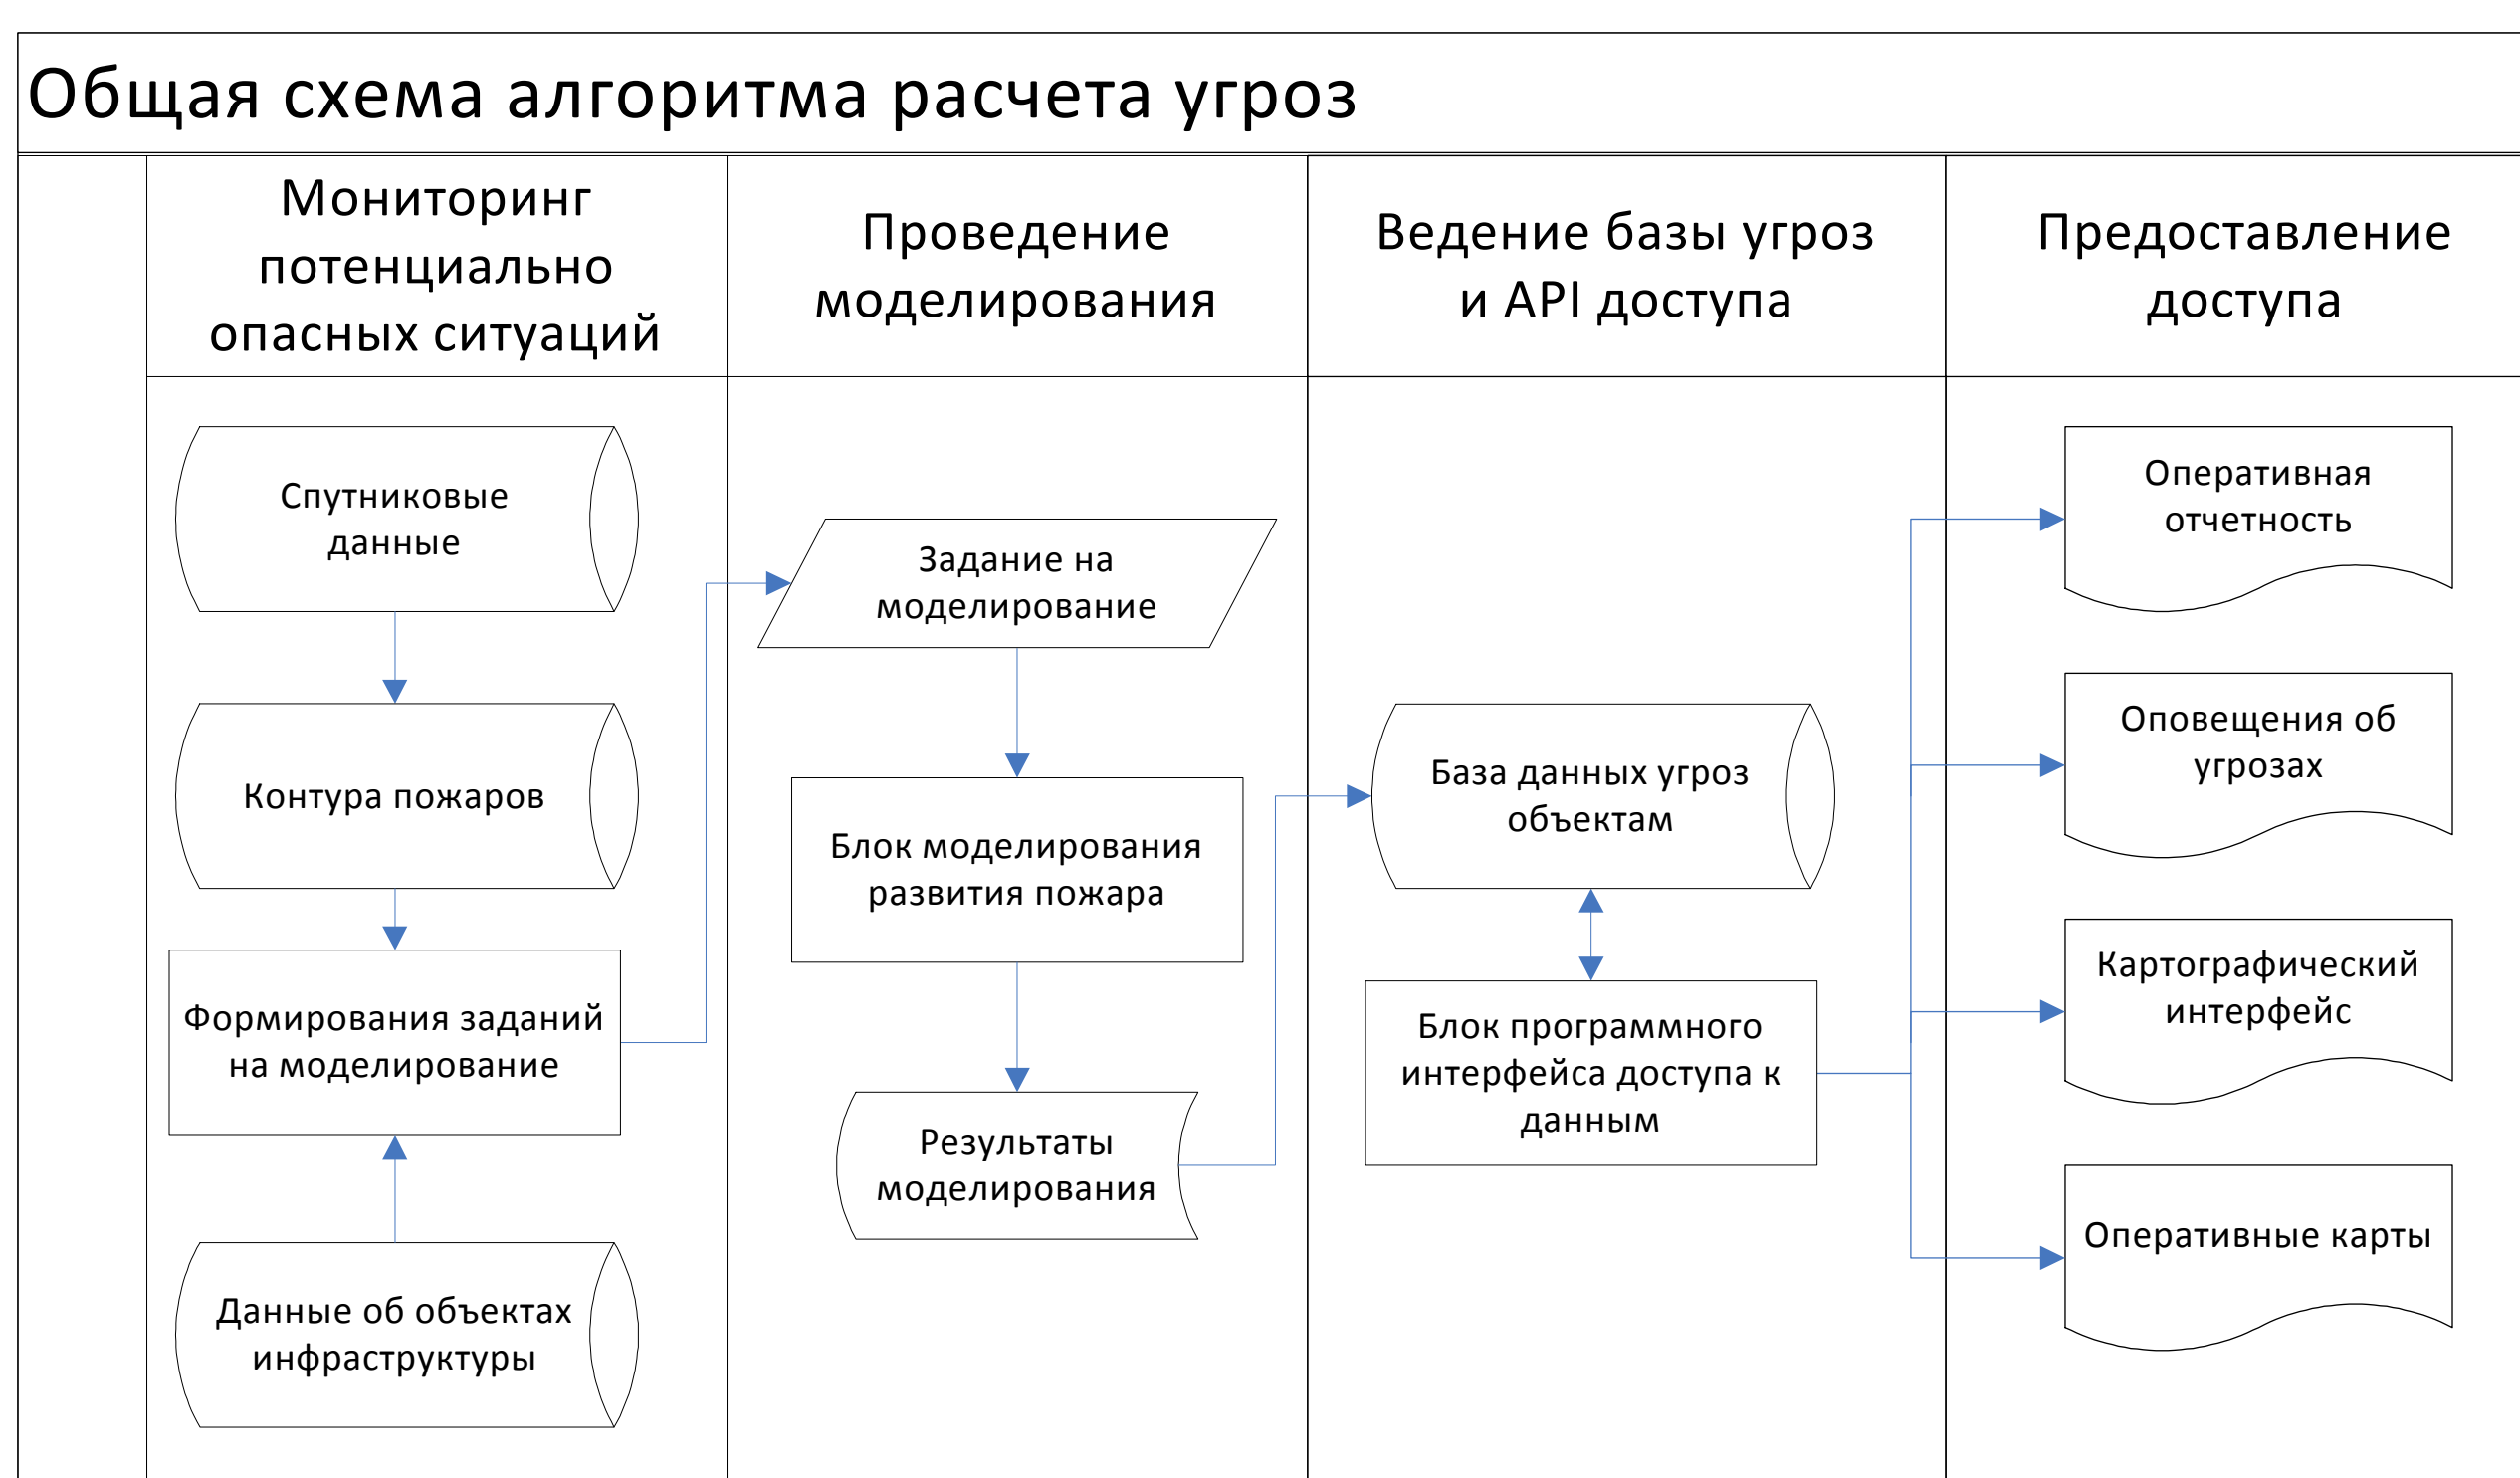 Общая схема алгоритма расчета угроз
Мониторинг
потенциально
опасных ситуаций
Проведение
моделирования
Ведение базы угроз
и API доступа
Предоставление
доступа
Спутниковые
данные
Контура пожаров
Формирования заданий
на моделирование
Данные об объектах
инфраструктуры
Задание на
моделирование
Блок моделирования
развития пожара
Результаты
моделирования
База данных угроз
объектам
Блок программного
интерфейса доступа к
данным
Оперативная
отчетность
Оповещения об
угрозах
Картографический
интерфейс
Оперативные карты